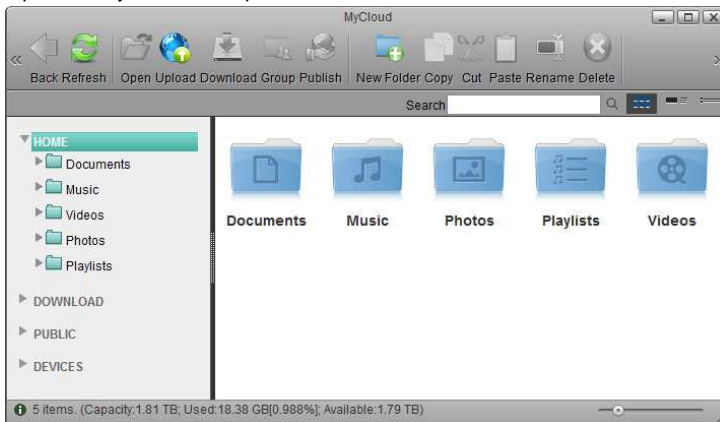 MyCloud
Back Refresh Open Upload Download Group Publish New Folder Copy Cut Paste Rename Delete
Search
HOME
Documents
Music
Videos
Photos
Playlists
DOWNLOAD
PUBLIC
DEVICES
Documents Music Photos Playlists Videos
5 items. (Capacity:1.81 TB; Used:18.38 GB[0.988%]; Available:1.79 TB)